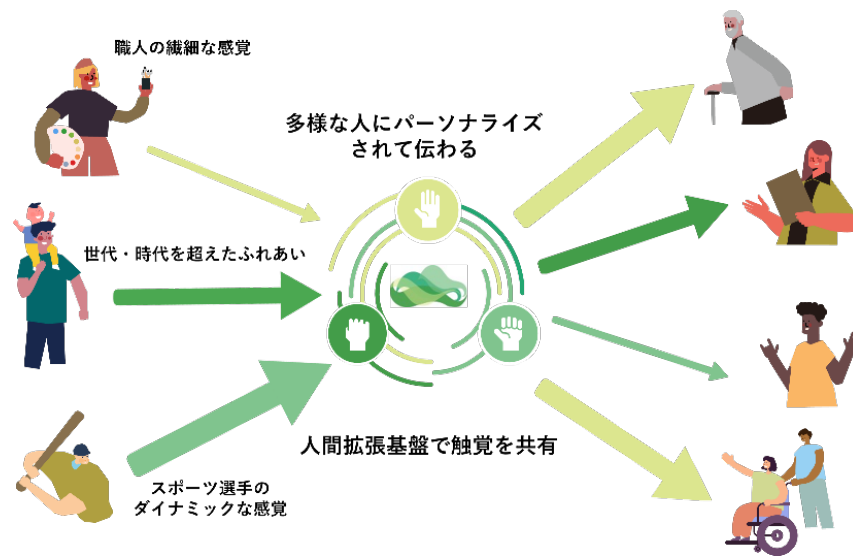 職人の繊細な感覚
多様な人にパーソナライズ
されて伝わる
世代・時代を超えたふれあい
人間拡張基盤で触覚を共有
スポーツ選手の
ダイナミックな感覚